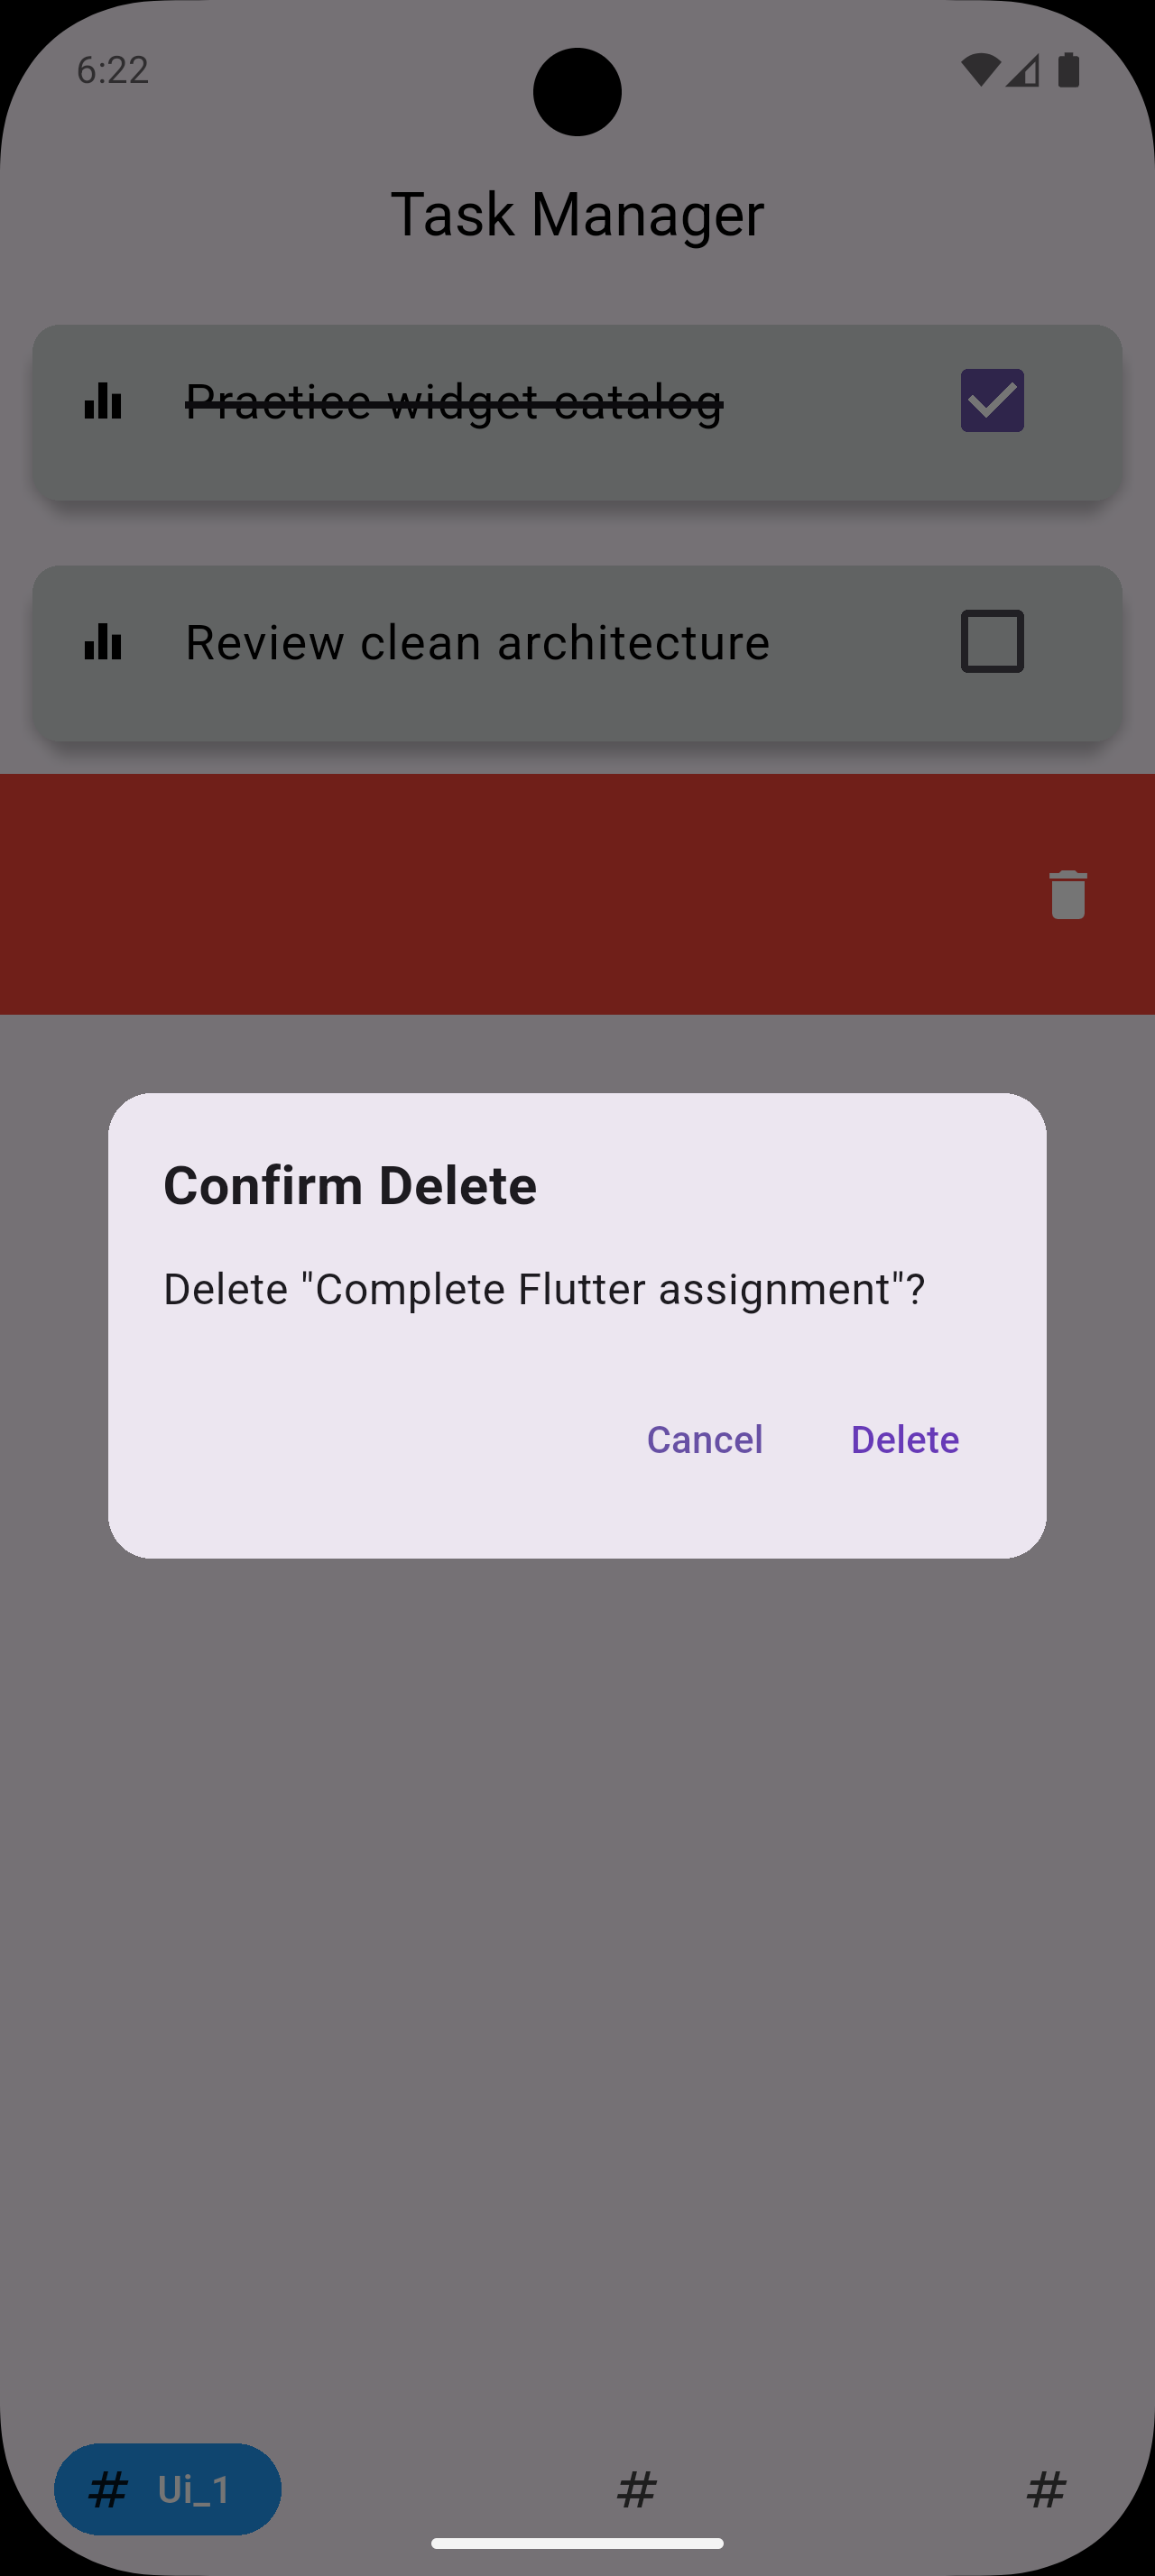 6:22
Task Manager
Practice widget catalog
Review clean architecture
Confirm Delete
Delete "Complete Flutter assignment"?
Cancel Delete
# Ui_1 # #